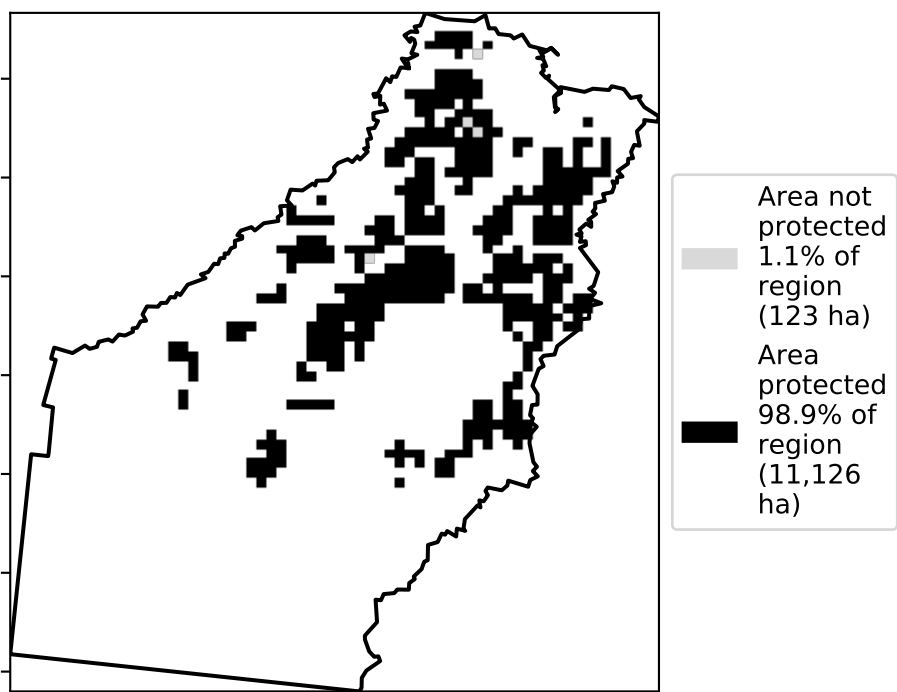 Area not
protected
1.1% of
region
(123 ha)
Area
protected
98.9% of
region
(11,126
ha)